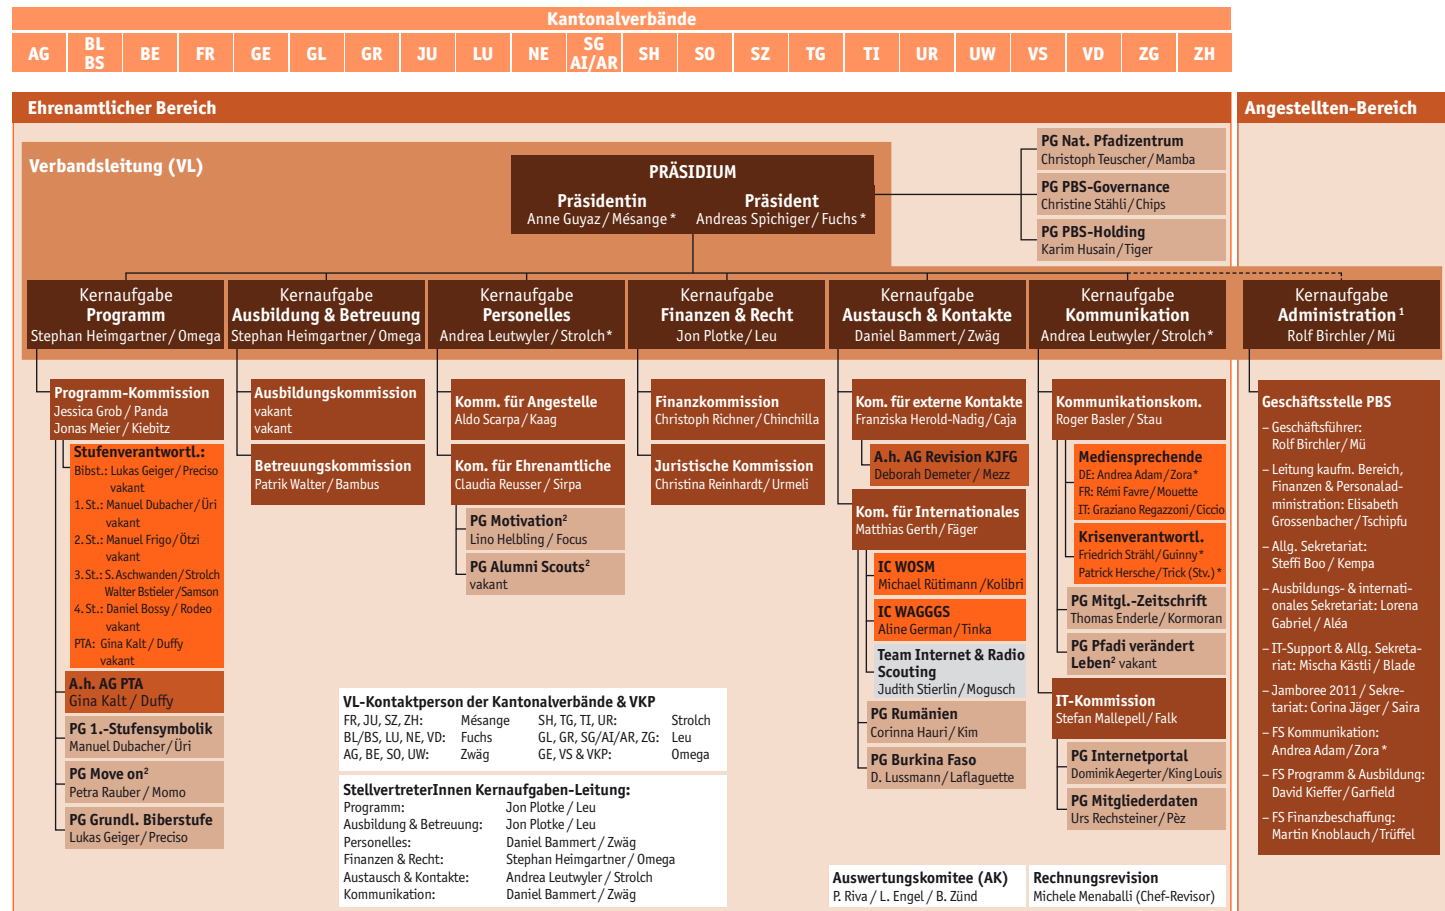 Kantonalverbände
AG BL BS BE FR GE GL GR JU LU NE SG AI/AR SH SO SZ TG TI UR UW VS VD ZG ZH
Ehrenamtlicher Bereich
Angestellten-Bereich
Verbandsleitung (VL)
PRÄSIDIUM
Präsidentin
Anne Guyaz / Mésange *
Präsident
Andreas Spichiger / Fuchs *
PG Nat. Pfadizentrum
Christoph Teuscher / Mamba
PG PBS-Governance
Christine Stähli / Chips
PG PBS-Holding
Karim Husain / Tiger
Kernaufgabe
Programm
Stephan Heimgartner / Omega
Kernaufgabe
Ausbildung & Betreuung
Stephan Heimgartner / Omega
Kernaufgabe
Personelles
Andrea Leutwyler / Strolch *
Kernaufgabe
Finanzen & Recht
Jon Plotke / Leu
Kernaufgabe
Austausch & Kontakte
Daniel Bammert / Zwäg
Kernaufgabe
Kommunikation
Andrea Leutwyler / Strolch *
Kernaufgabe
Administration 1
Rolf Birchler / Mü
Programm-Kommission
Jessica Grob / Panda
Jonas Meier / Kiebitz
Stufenverantwortl.:
Bibst.: Lukas Geiger / Preciso
vakant
1. St.: Manuel Dubacher / Üri
vakant
2. St.: Manuel Frigo / Ötzi
vakant
3. St.: S. Aschwanden / Strolch
Walter Bstieler / Samson
4. St.: Daniel Bossy / Rodeo
vakant
PTA: Gina Kalt / Duffy
vakant
A.h. AG PTA
Gina Kalt / Duffy
PG 1.-Stufensymbolik
Manuel Dubacher / Üri
PG Move on2
Petra Rauber / Momo
PG Grundl. Biberstufe
Lukas Geiger / Preciso
Ausbildungskommission
vakant
vakant
Betreuungskommission
Patrik Walter / Bambus
Komm. für Angestelle
Aldo Scarpa / Kaag
Kom. für Ehrenamtliche
Claudia Reusser / Sirpa
PG Motivation2
Lino Helbling / Focus
PG Alumni Scouts2
vakant
Finanzkommission
Christoph Richner / Chinchilla
Juristische Kommission
Christina Reinhardt / Urmeli
Kom. für externe Kontakte
Franziska Herold-Nadig / Caja
A.h. AG Revision KJFG
Deborah Demeter / Mezz
Kom. für Internationales
Matthias Gerth / Fäger
IC WOSM
Michael Rütimann / Kolibri
IC WAGGGS
Aline German / Tinka
Team Internet & Radio
Scouting
Judith Stierlin / Mogusch
PG Rumänien
Corinna Hauri / Kim
PG Burkina Faso
D. Lussmann / Laflaguette
Kommunikationskom.
Roger Basler / Stau
Mediensprechende
DE: Andrea Adam / Zora *
FR: Rémi Favre / Mouette
IT: Graziano Regazzoni / Ciccio
Krisenverantwortl.
Friedrich Strähl / Guinny *
Patrick Hersche / Trick (Stv.) *
PG Mitgl.-Zeitschrift
Thomas Enderle / Kormoran
PG Pfadi verändert
Leben2 vakant
IT-Kommission
Stefan Mallepell / Falk
PG Internetportal
Dominik Aegerter / King Louis
PG Mitgliederdaten
Urs Rechsteiner / Pèz
Geschäftsstelle PBS
– Geschäftsführer:
Rolf Birchler / Mü
– Leitung kaufm. Bereich,
Finanzen & Personalad-
ministration: Elisabeth
Grossenbacher / Tschipfu
– Allg. Sekretariat:
Steffi Boo / Kempa
– Ausbildungs- & internati-
onales Sekretariat: Lorena
Gabriel / Aléa
– IT-Support & Allg. Sekreta-
riat: Mischa Kästli / Blade
– Jamboree 2011 / Sekre-
tariat: Corina Jäger / Saira
– FS Kommunikation:
Andrea Adam / Zora *
– FS Programm & Ausbildung:
David Kieffer / Garfield
– FS Finanzbeschaffung:
Martin Knoblauch / Trüffel
VL-Kontaktperson der Kantonalverbände & VKP
FR, JU, SZ, ZH: Mésange SH, TG, TI, UR: Strolch
BL/BS, LU, NE, VD: Fuchs GL, GR, SG/AI/AR, ZG: Leu
AG, BE, SO, UW: Zwäg GE, VS & VKP: Omega
StellvertreterInnen Kernaufgaben-Leitung:
Programm: Jon Plotke / Leu
Ausbildung & Betreuung: Jon Plotke / Leu
Personelles: Daniel Bammert / Zwäg
Finanzen & Recht: Stephan Heimgartner / Omega
Austausch & Kontakte: Andrea Leutwyler / Strolch
Kommunikation: Daniel Bammert / Zwäg
Auswertungskomitee (AK)
P. Riva / L. Engel / B. Zünd
Rechnungsrevision
Michele Menaballi (Chef-Revisor)